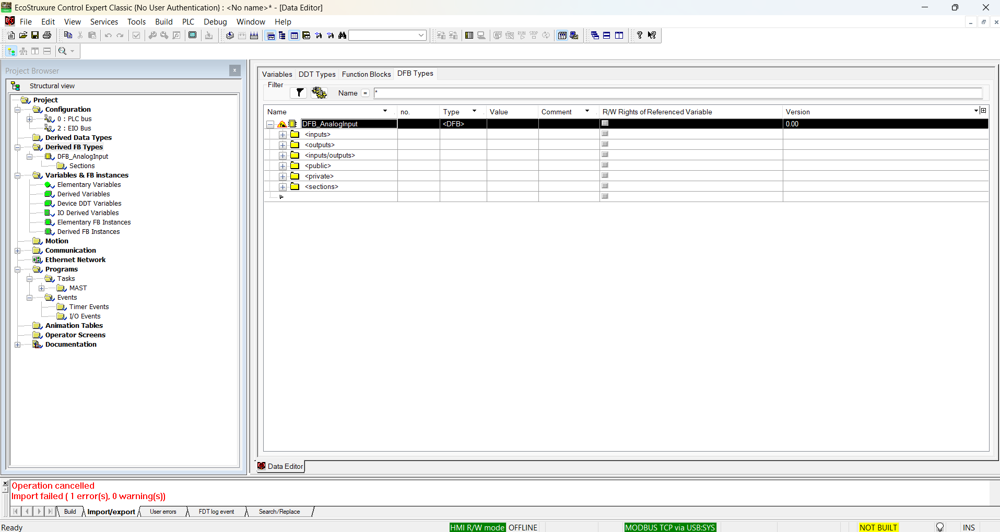 EcoStruxure Control Expert Classic {No User Authentication} : <No name>* - [Data Editor]
File Edit View Services Tools Build PLC Debug Window Help
RUN STOP
Project Browser
Structural view
Project
Configuration
0 : PLC bus
2 : EIO Bus
Derived Data Types
Derived FB Types
DFB_AnalogInput
Sections
Variables & FB instances
Elementary Variables
Derived Variables
Device DDT Variables
IO Derived Variables
Elementary FB Instances
Derived FB Instances
Motion
Communication
Ethernet Network
Programs
Tasks
MAST
Events
Timer Events
I/O Events
Animation Tables
Operator Screens
Documentation
Variables DDT Types Function Blocks DFB Types
Filter
Name = *
Name no. Type Value Comment R/W Rights of Referenced Variable Version
DFB_AnalogInput <DFB> 0.00
<inputs>
<outputs>
<inputs/outputs>
<public>
<private>
<sections>
Data Editor
Operation cancelled
Import failed ( 1 error(s), 0 warning(s))
Build Import/export User errors FDT log event Search/Replace
Ready HMI R/W mode OFFLINE MODBUS TCP via USB:SYS NOT BUILT INS